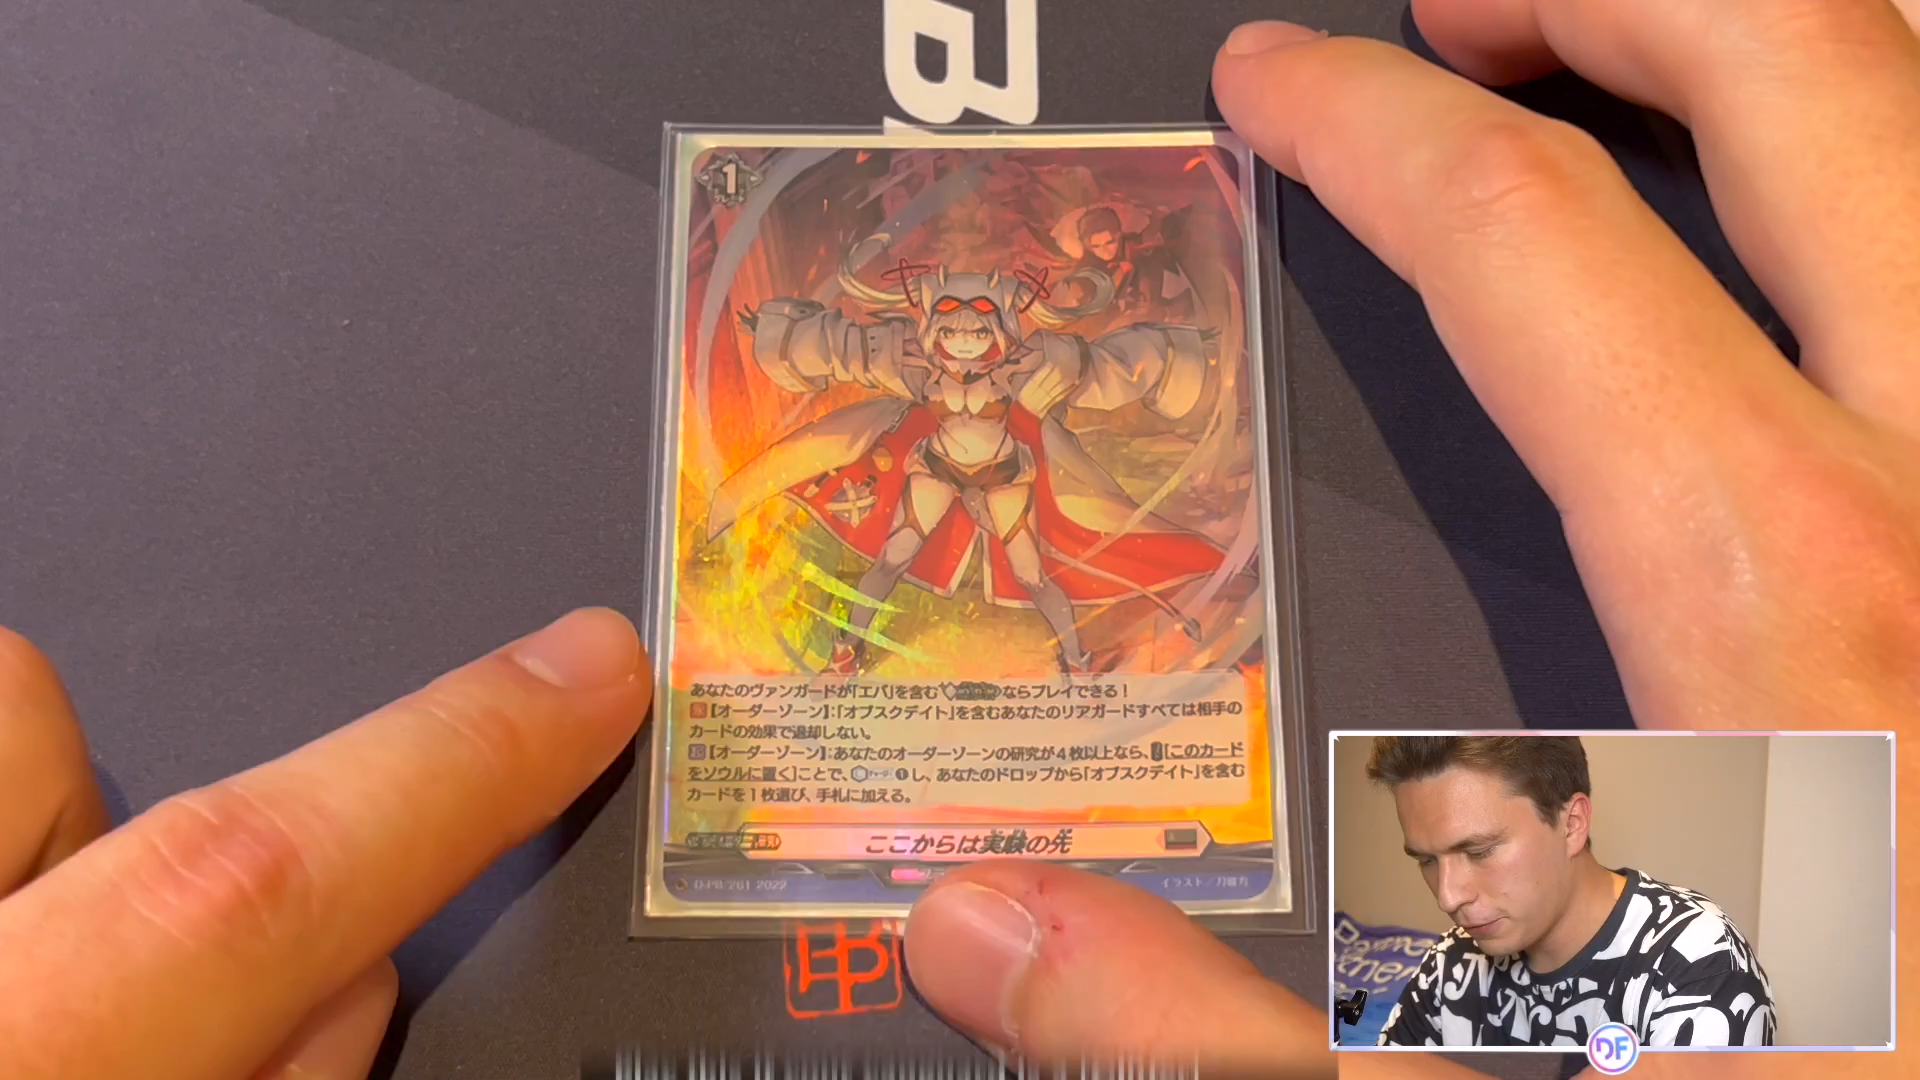 1
あなたのヴァンガードが「エバ」を含むならプレイできる！
【オーダーゾーン】：「オブスクデイト」を含むあなたのリアガードすべては相手の
カードの効果で退却しない。
【オーダーゾーン】：あなたのオーダーゾーンの研究が4枚以上なら、[このカード
をソウルに置く]ことで、チャージ1し、あなたのドロップから「オブスクデイト」を含む
カードを1枚選び、手札に加える。
ここからは実験の先
D-PR/261 2022
イラスト／刀彼方
DF